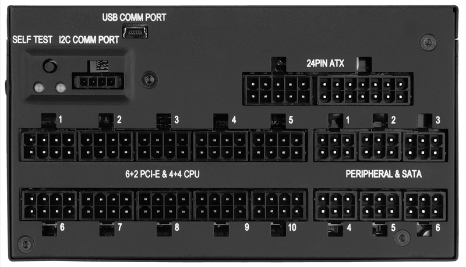 USB COMM PORT
SELF TEST I2C COMM PORT
24PIN ATX
1 2 3 4 5 1 2 3
6+2 PCI-E & 4+4 CPU PERIPHERAL & SATA
6 7 8 9 10 4 5 6